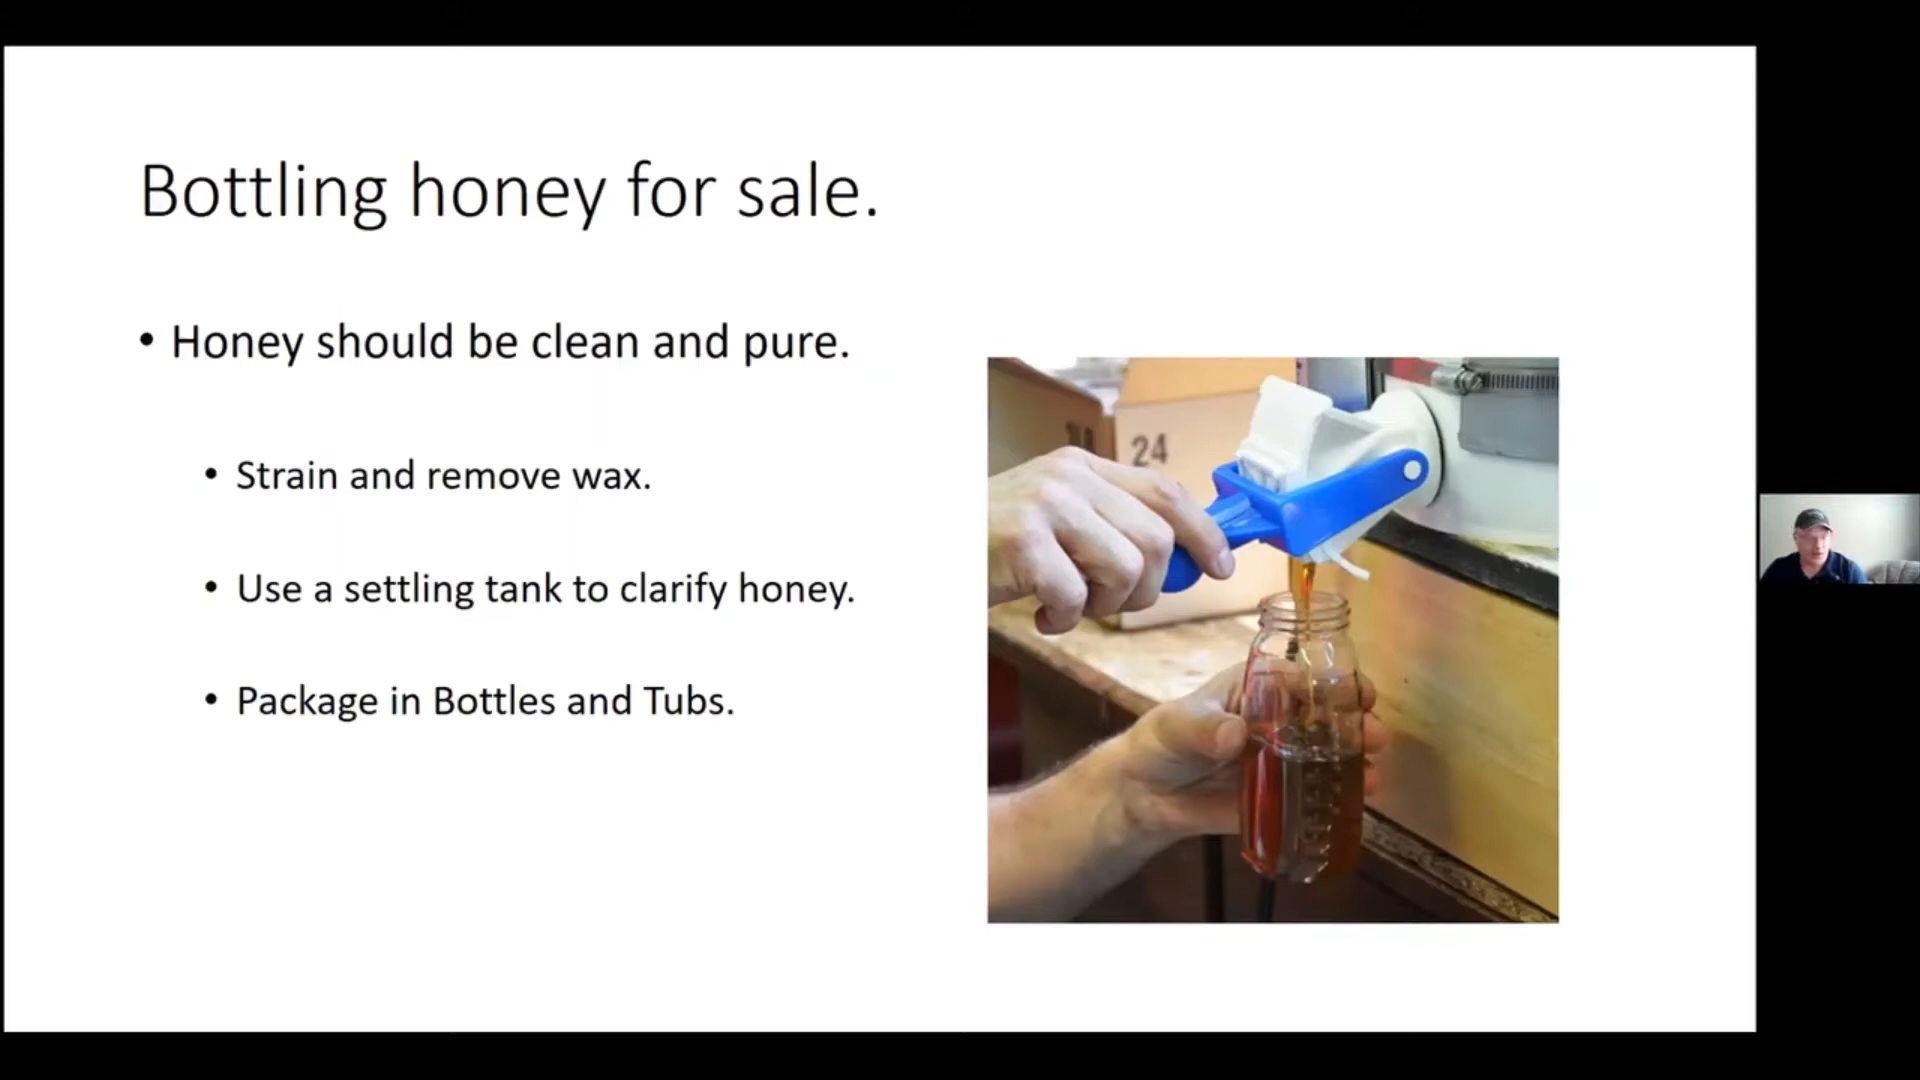 Bottling honey for sale.
• Honey should be clean and pure.
• Strain and remove wax.
• Use a settling tank to clarify honey.
• Package in Bottles and Tubs.
24